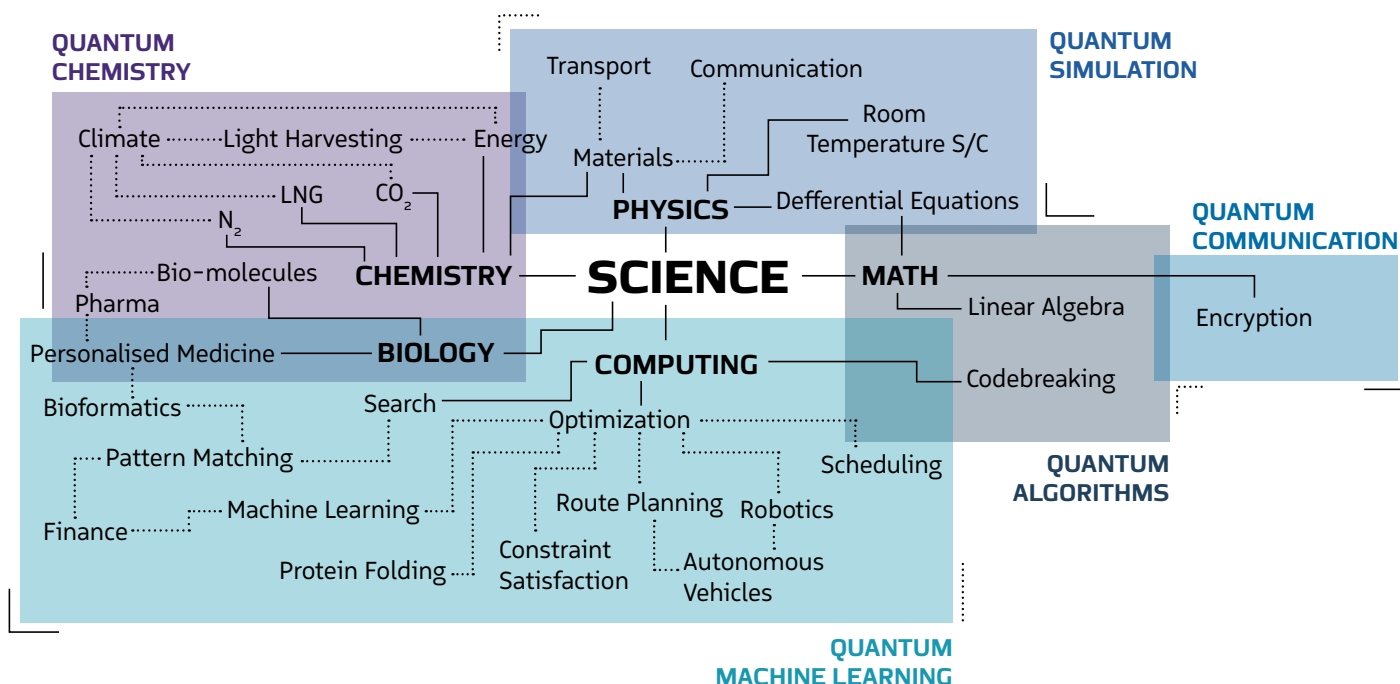 QUANTUM
CHEMISTRY
QUANTUM
SIMULATION
Transport
Communication
Room
Temperature S/C
Climate
Light Harvesting
Energy
Materials
LNG
CO₂
N₂
PHYSICS
Defferential Equations
QUANTUM
COMMUNICATION
Bio-molecules
CHEMISTRY
SCIENCE
MATH
Pharma
Linear Algebra
Encryption
Personalised Medicine
BIOLOGY
COMPUTING
Codebreaking
Bioformatics
Search
Optimization
Pattern Matching
Scheduling
QUANTUM
ALGORITHMS
Machine Learning
Route Planning
Robotics
Finance
Protein Folding
Constraint
Satisfaction
Autonomous
Vehicles
QUANTUM
MACHINE LEARNING